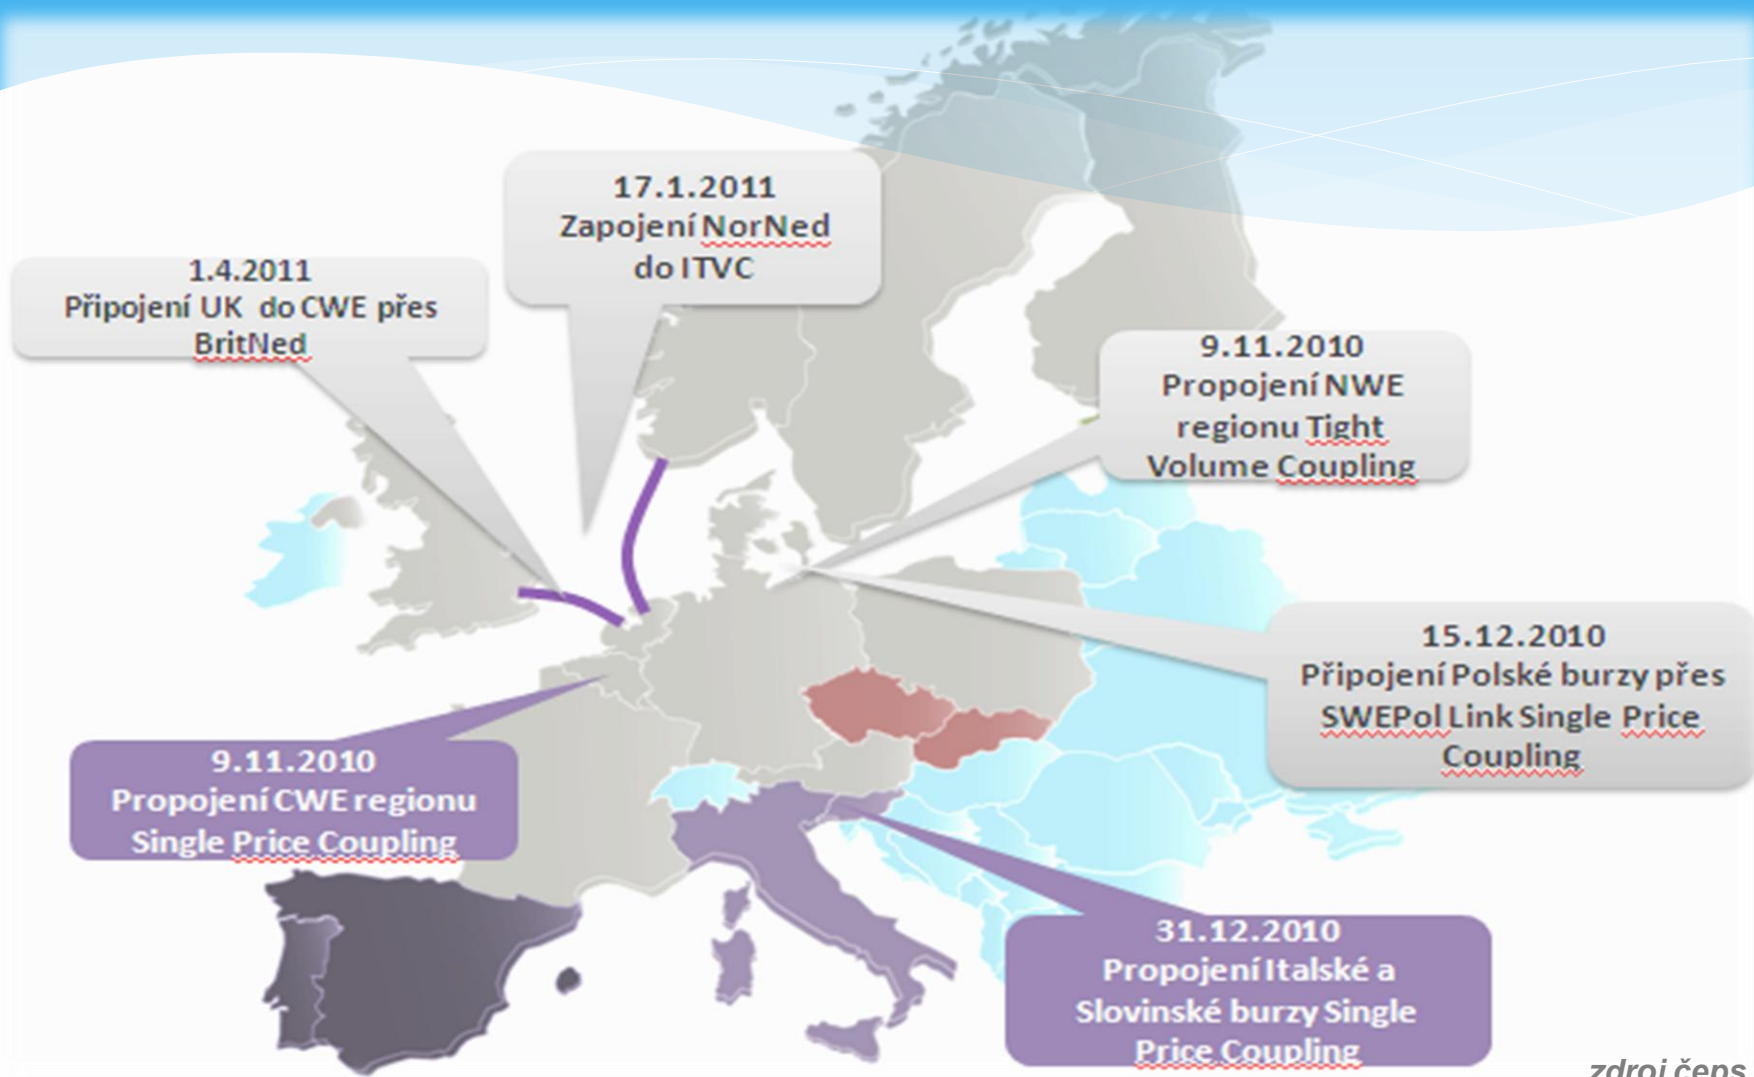 17.1.2011
Zapojení NorNed
do ITVC
1.4.2011
Připojení UK do CWE přes
BritNed
9.11.2010
Propojení NWE
regionu Tight
Volume Coupling
15.12.2010
Připojení Polské burzy přes
SWEPol Link Single Price
Coupling
9.11.2010
Propojení CWE regionu
Single Price Coupling
31.12.2010
Propojení Italské a
Slovinské burzy Single
Price Coupling
zdroj čeps